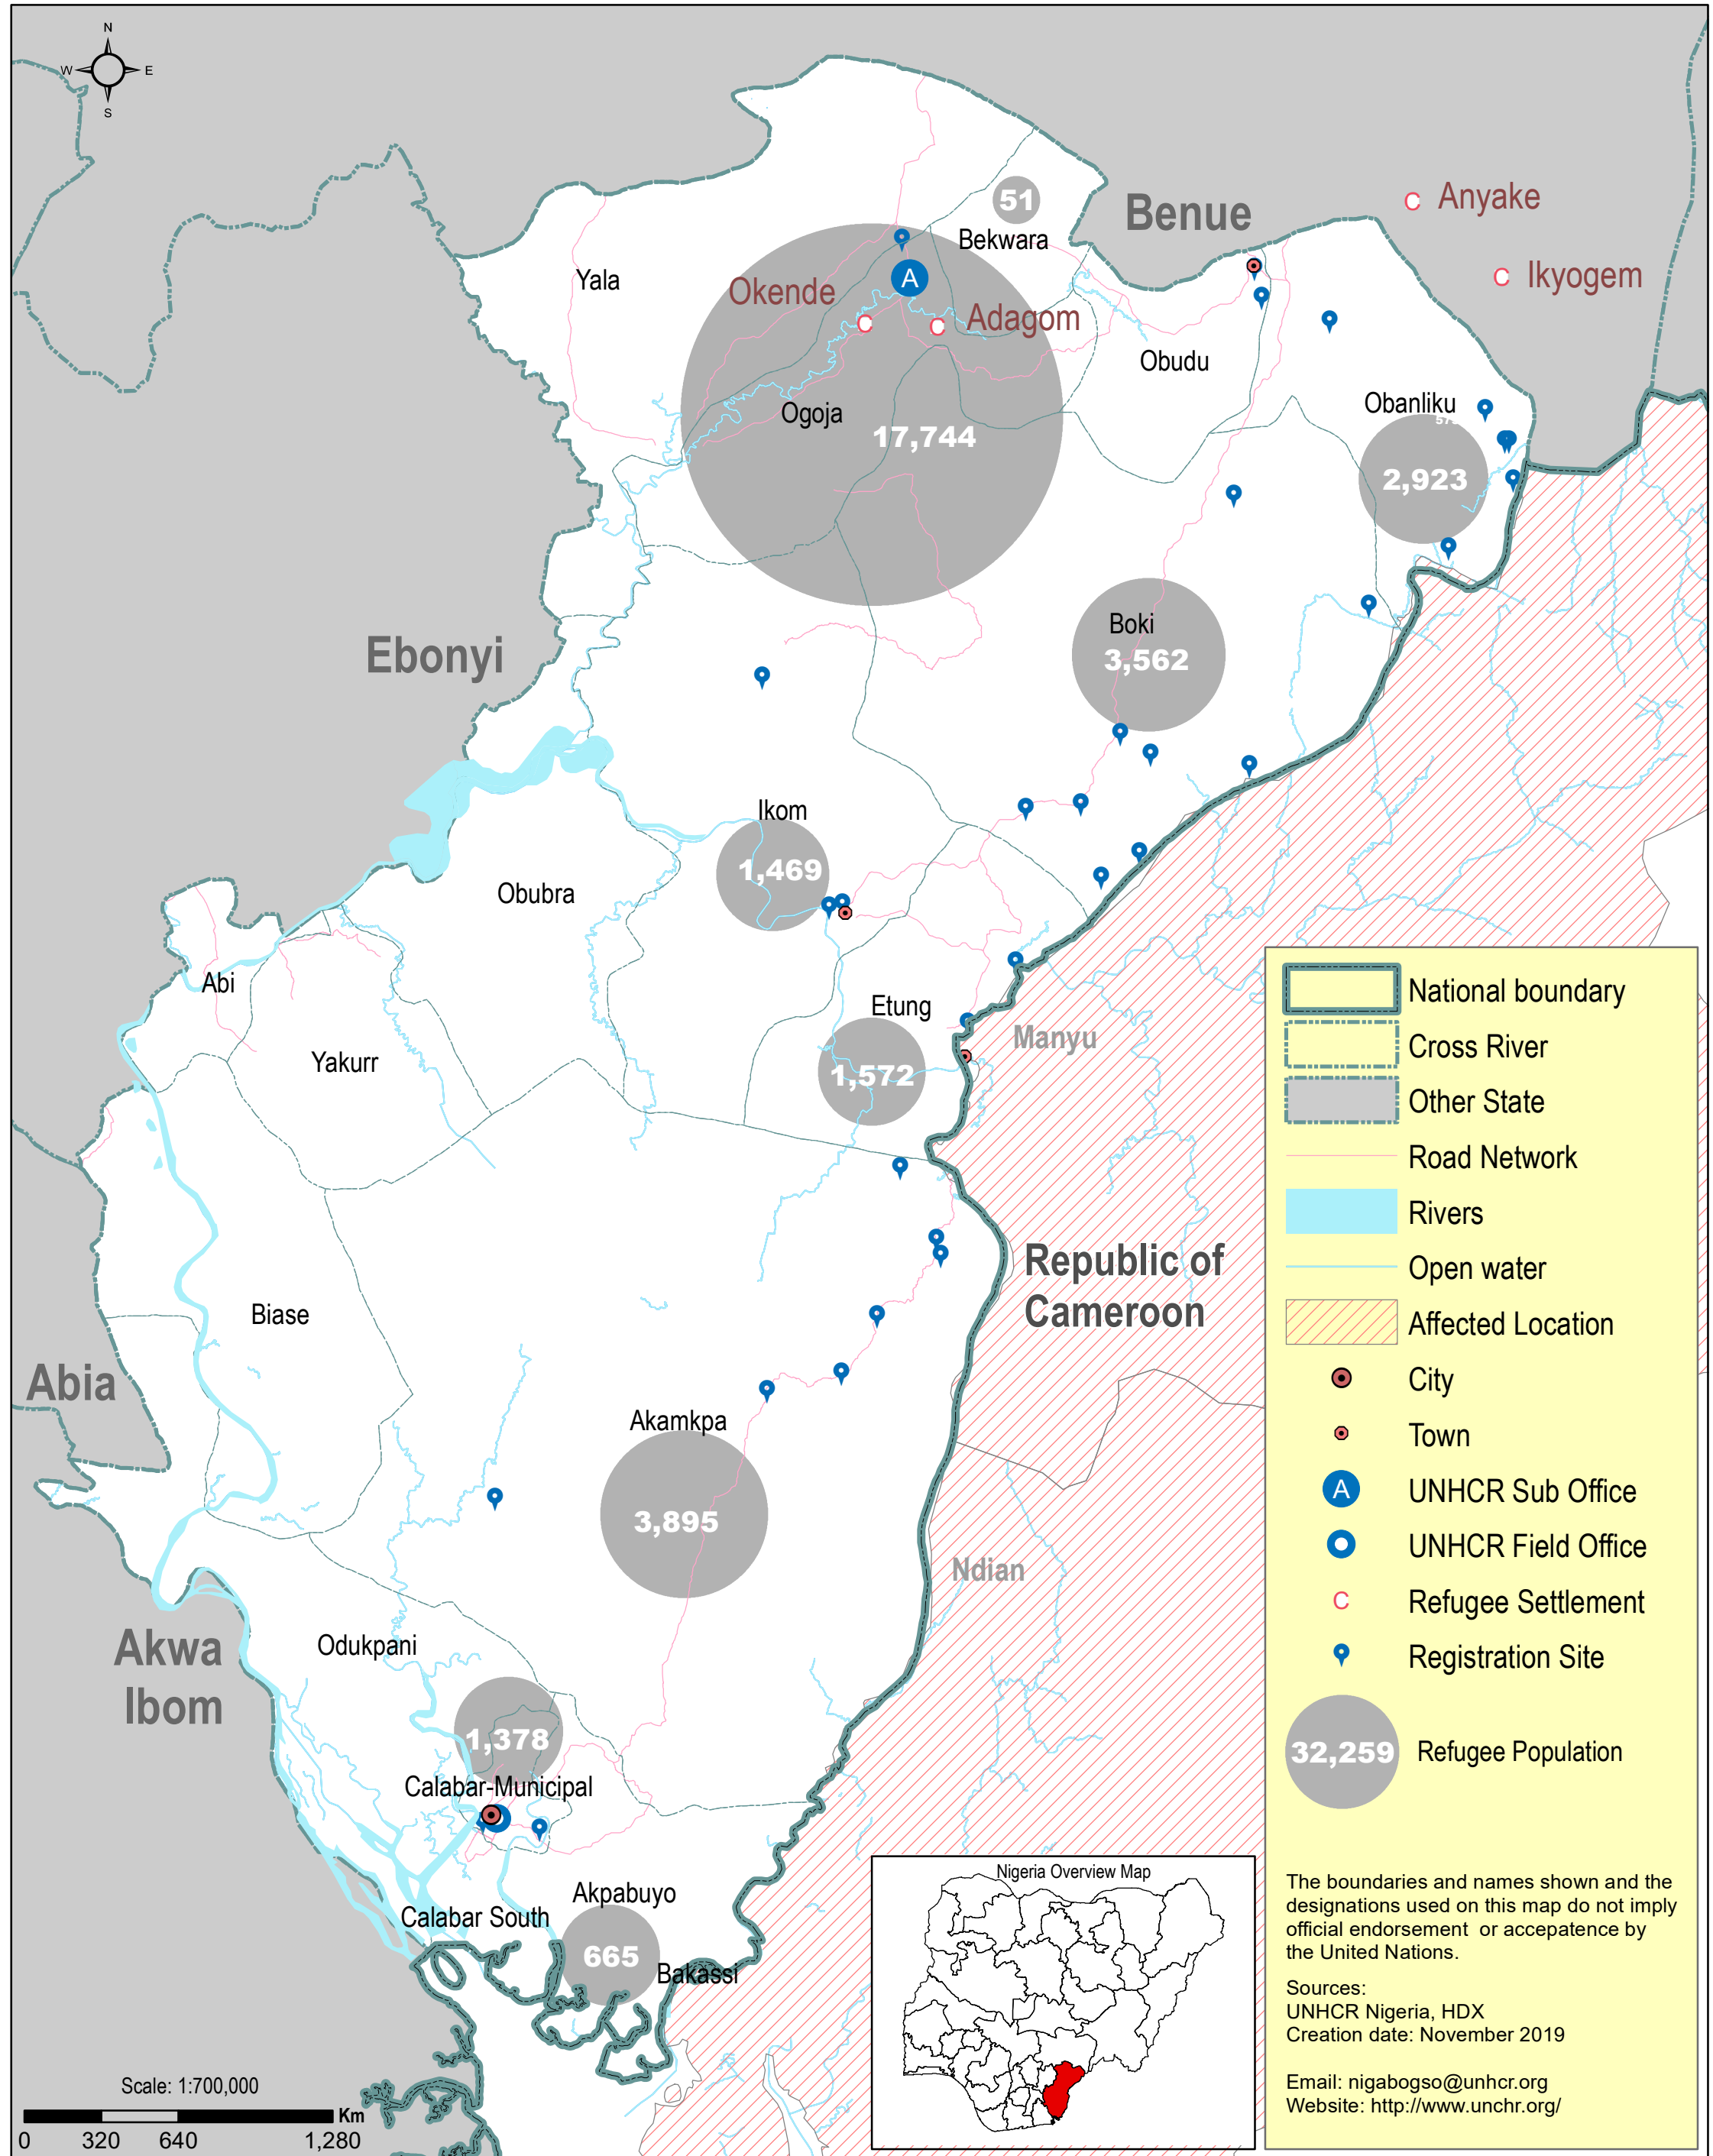 N
W E
S
Benue
Anyake
Ikyogem
51
Bekwara
Yala
Okende
A
Adagom
Obudu
Obanliku
Ogoja
17,744
2,923
Ebonyi
Boki
3,562
Ikom
1,469
Obubra
Abi
Etung
Yakurr
Manyu
1,572
Republic of
Cameroon
Biase
Abia
Akamkpa
3,895
Ndian
Akwa
Ibom
Odukpani
1,378
Calabar-Municipal
Akpabuyo
Calabar South
665
Bakassi
National boundary
Cross River
Other State
Road Network
Rivers
Open water
Affected Location
City
Town
A UNHCR Sub Office
UNHCR Field Office
C Refugee Settlement
Registration Site
32,259 Refugee Population
The boundaries and names shown and the
designations used on this map do not imply
official endorsement or accepatence by
the United Nations.
Sources:
UNHCR Nigeria, HDX
Creation date: November 2019
Email: nigabogso@unhcr.org
Website: http://www.unchr.org/
Nigeria Overview Map
Scale: 1:700,000
Km
0 320 640 1,280